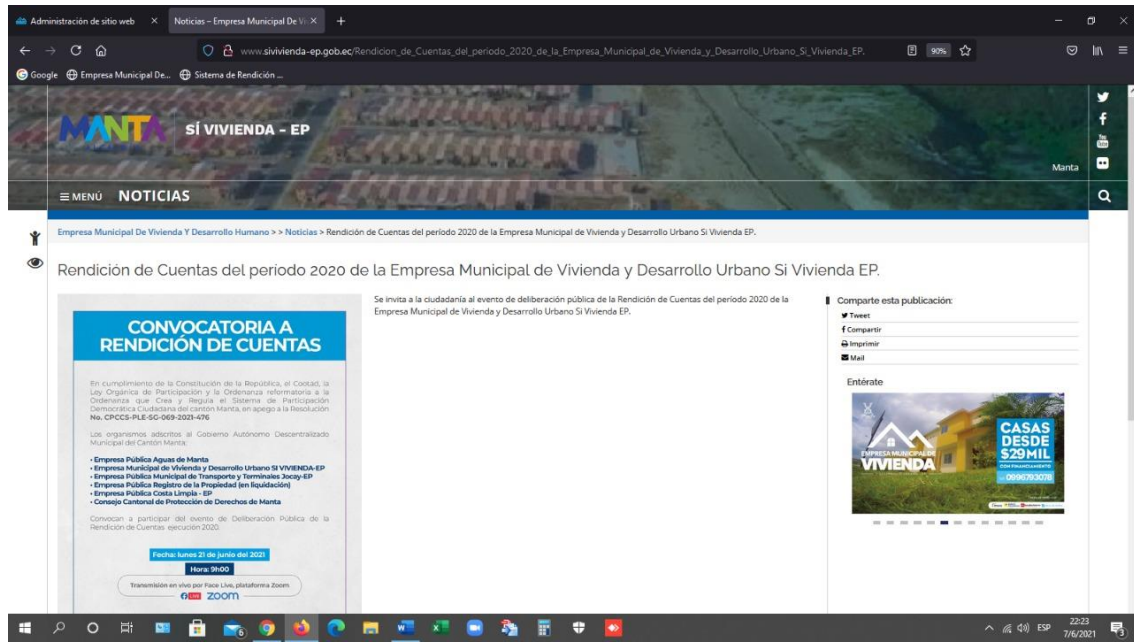 Administración de sitio web
Noticias – Empresa Municipal De Vi
www.sivivienda-ep.gob.ec/Rendicion_de_Cuentas_del_periodo_2020_de_la_Empresa_Municipal_de_Vivienda_y_Desarrollo_Urbano_Si_Vivienda_EP.
90%
Google
Empresa Municipal De...
Sistema de Rendición ...
MANTA
SÍ VIVIENDA - EP
Manta
MENÚ NOTICIAS
Empresa Municipal De Vivienda Y Desarrollo Humano > > Noticias > Rendición de Cuentas del período 2020 de la Empresa Municipal de Vivienda y Desarrollo Urbano Si Vivienda EP.
Rendición de Cuentas del período 2020 de la Empresa Municipal de Vivienda y Desarrollo Urbano Si Vivienda EP.
CONVOCATORIA A
RENDICIÓN DE CUENTAS
En cumplimiento de la Constitución de la República, el Cootad, la
Ley Orgánica de Participación y la Ordenanza reformatoria a la
Ordenanza que Crea y Regula el Sistema de Participación
Democrática Ciudadana del cantón Manta, en apego a la Resolución
No. CPCCS-PLE-SG-069-2021-476
Los organismos adscritos al Gobierno Autónomo Descentralizado
Municipal del Cantón Manta:
• Empresa Pública Aguas de Manta
• Empresa Municipal de Vivienda y Desarrollo Urbano SI VIVIENDA-EP
• Empresa Pública Municipal de Transporte y Terminales Jocay-EP
• Empresa Pública Registro de la Propiedad (en liquidación)
• Empresa Pública Costa Limpia - EP
• Consejo Cantonal de Protección de Derechos de Manta
Convocan a participar del evento de Deliberación Pública de la
Rendición de Cuentas ejecución 2020.
Fecha: lunes 21 de junio del 2021
Hora: 9h00
Transmisión en vivo por Face Live, plataforma Zoom
LIVE zoom
Se invita a la ciudadanía al evento de deliberación pública de la Rendición de Cuentas del período 2020 de la
Empresa Municipal de Vivienda y Desarrollo Urbano Si Vivienda EP.
Comparte esta publicación:
Tweet
Compartir
Imprimir
Mail
Entérate
EMPRESA MUNICIPAL DE
VIVIENDA
CASAS
DESDE
$29MIL
CON FINANCIAMIENTO
0996793078
ESP
22:23
7/6/2021